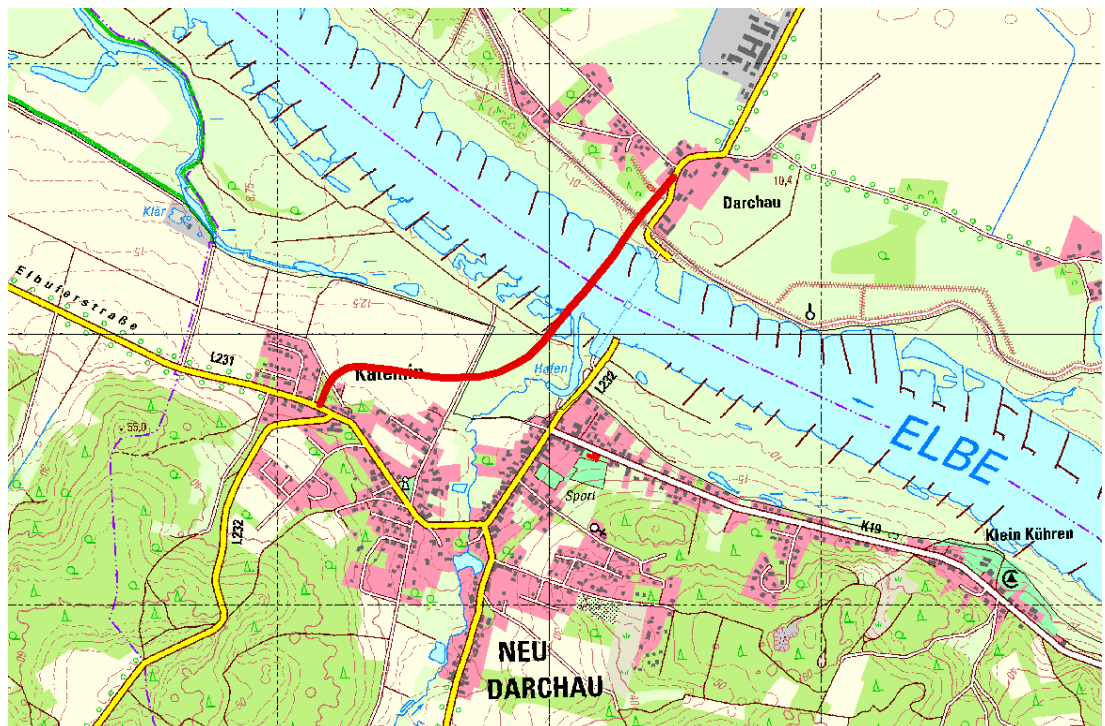 Klär
Elbuferstraße
L231
12,5
Katemin
55,0
L232
Hafen
L232
Darchau
10,4
ELBE
Sport
K19
Klein Kühren
NEU
DARCHAU